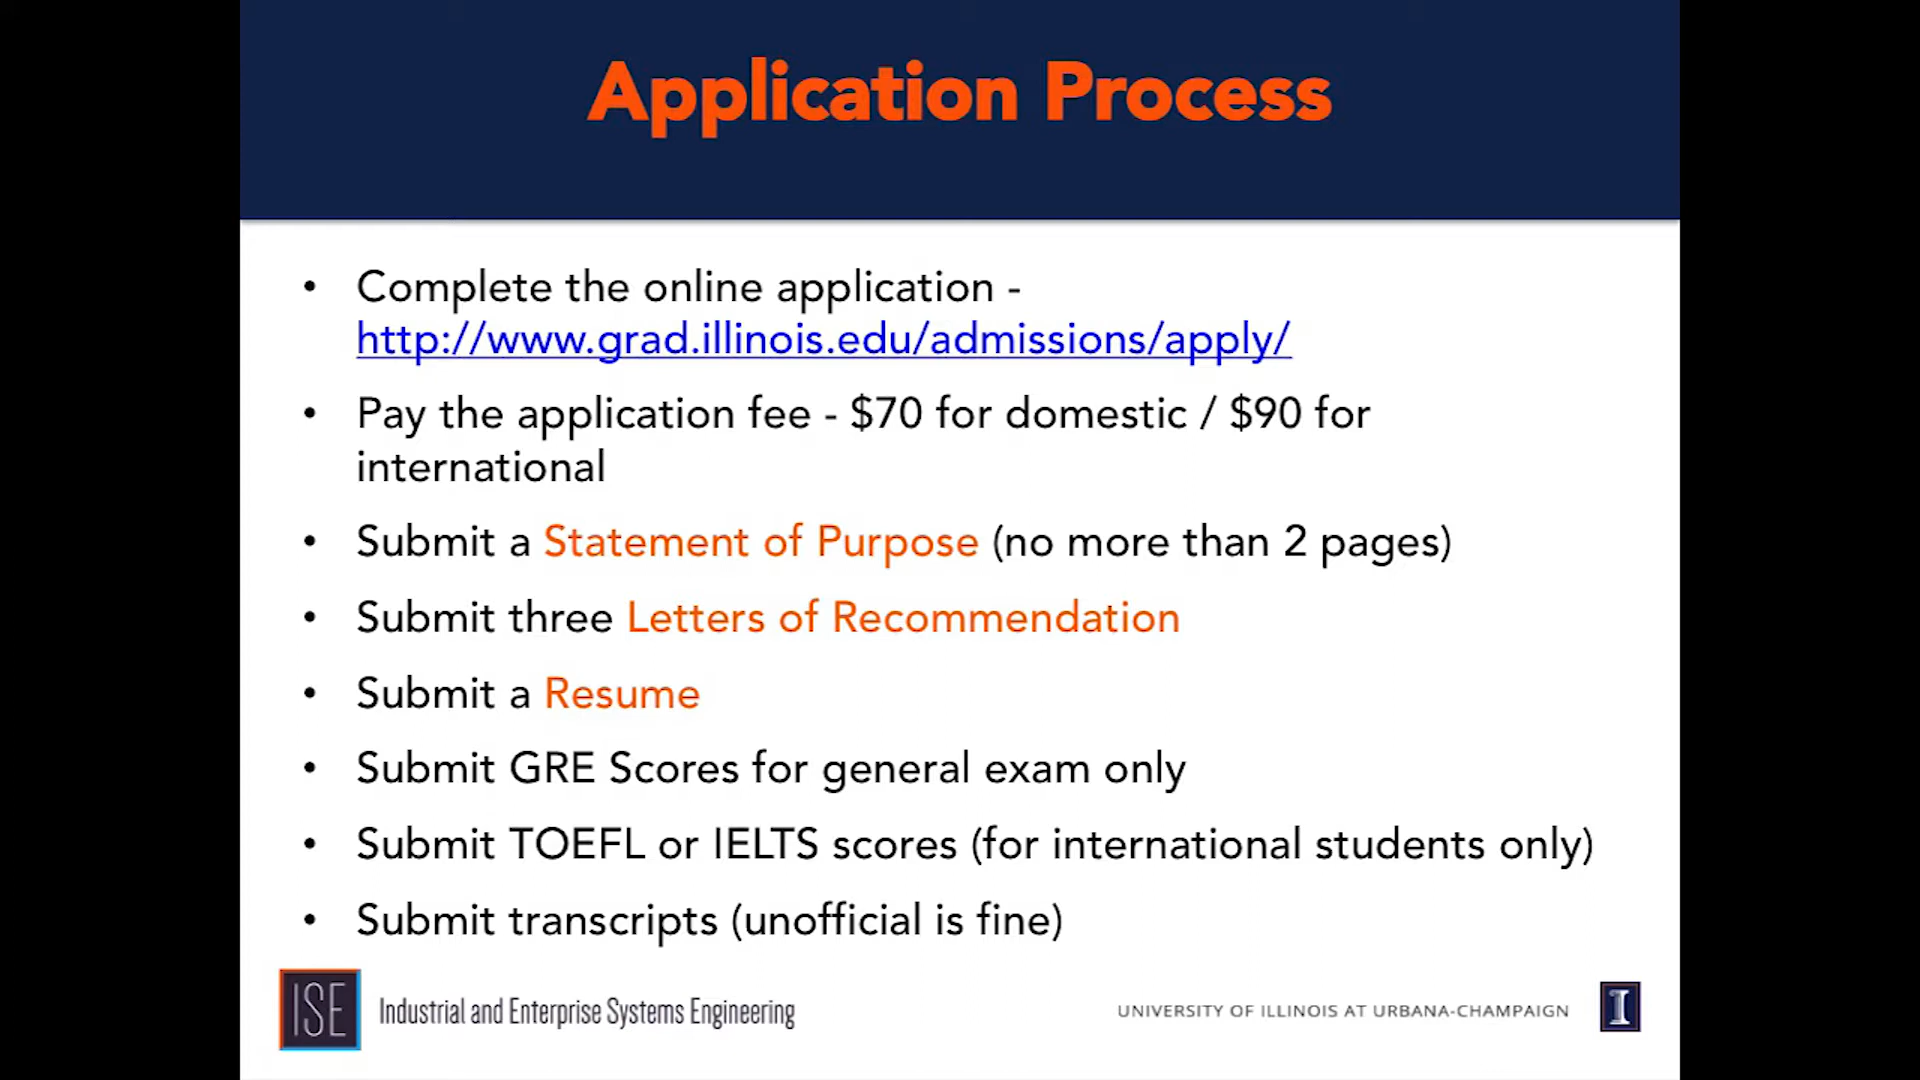 Application Process
• Complete the online application -
http://www.grad.illinois.edu/admissions/apply/
• Pay the application fee - $70 for domestic / $90 for
international
• Submit a Statement of Purpose (no more than 2 pages)
• Submit three Letters of Recommendation
• Submit a Resume
• Submit GRE Scores for general exam only
• Submit TOEFL or IELTS scores (for international students only)
• Submit transcripts (unofficial is fine)
ISE Industrial and Enterprise Systems Engineering
UNIVERSITY OF ILLINOIS AT URBANA-CHAMPAIGN I